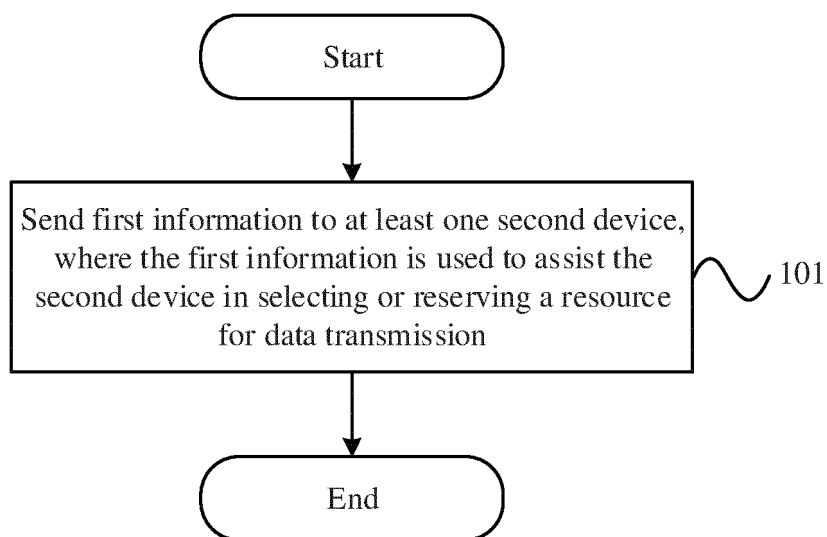 Start
Send first information to at least one second device,
where the first information is used to assist the
second device in selecting or reserving a resource
for data transmission
101
End